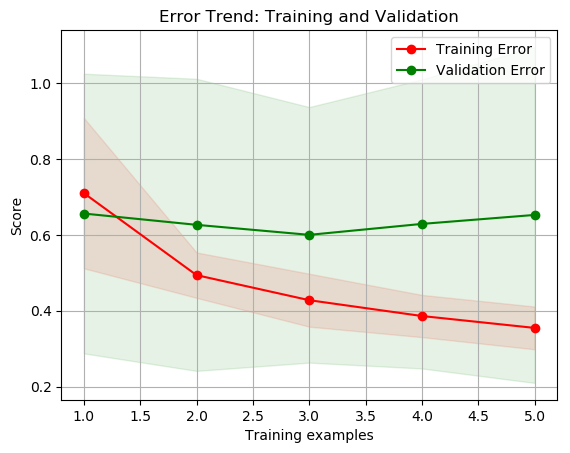 Error Trend: Training and Validation
Training Error
Validation Error
Score
1.0
0.8
0.6
0.4
0.2
1.0 1.5 2.0 2.5 3.0 3.5 4.0 4.5 5.0
Training examples